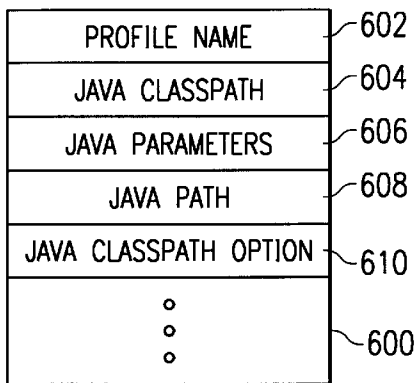 PROFILE NAME 602
JAVA CLASSPATH 604
JAVA PARAMETERS 606
JAVA PATH 608
JAVA CLASSPATH OPTION 610
600